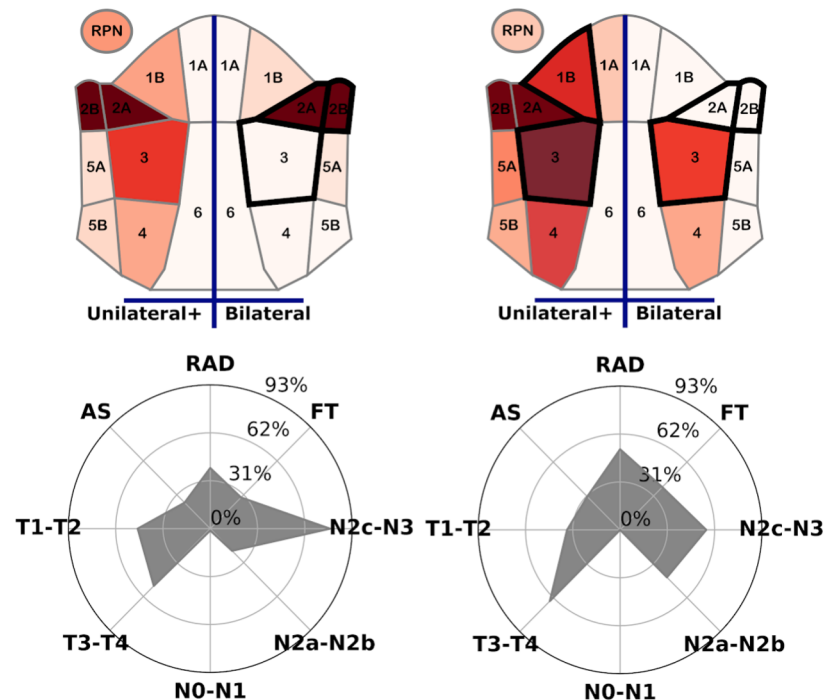 RPN
1A 1A
1B 1B
2B 2A 2A 2B
5A 3 3 5A
6 6
5B 4 4 5B
Unilateral+ Bilateral
RPN
1A 1A
1B 1B
2B 2A 2A 2B
5A 3 3 5A
6 6
5B 4 4 5B
Unilateral+ Bilateral
RAD
93%
AS FT
62%
31%
T1-T2 0% N2c-N3
T3-T4 N2a-N2b
N0-N1
RAD
93%
AS FT
62%
31%
T1-T2 0% N2c-N3
T3-T4 N2a-N2b
N0-N1